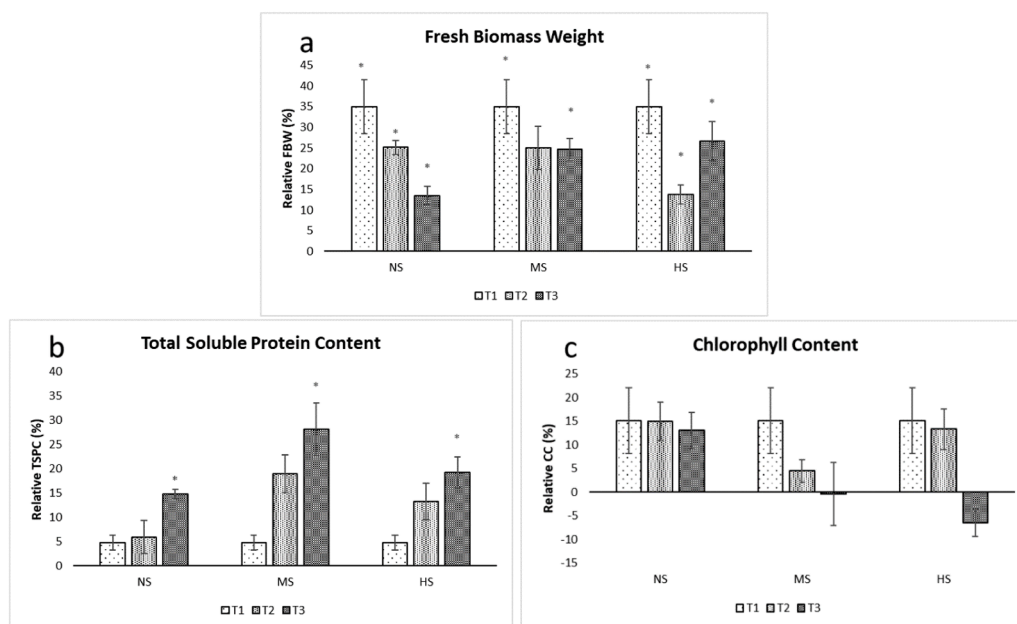 a
Fresh Biomass Weight
Relative FBW (%)
45
40
35
30
25
20
15
10
5
0
* * * * * * * *
NS MS HS
T1 T2 T3
b
Total Soluble Protein Content
Relative TSPC (%)
40
35
30
25
20
15
10
5
0
* * *
NS MS HS
T1 T2 T3
c
Chlorophyll Content
Relative CC (%)
25
20
15
10
5
0
-5
-10
-15
NS MS HS
T1 T2 T3